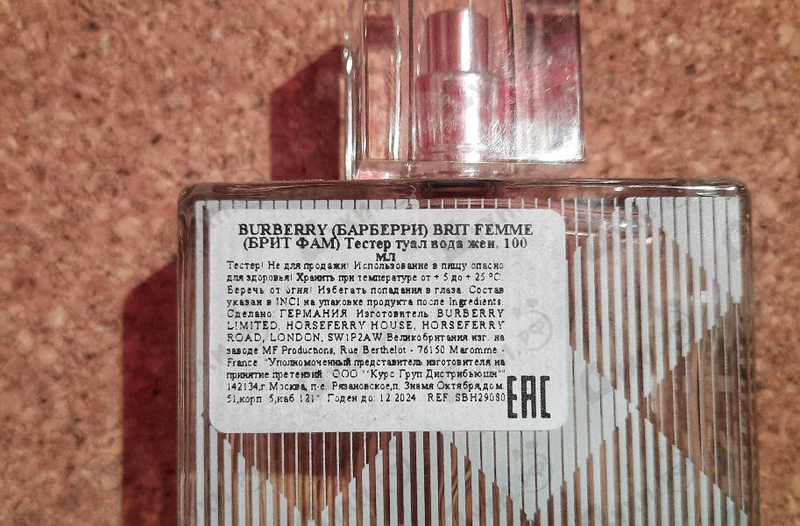 BURBERRY (БАРБЕРРИ) BRIT FEMME
(БРИТ ФАМ) Тестер туал вода жен. 100
МЛ
Тестер! Не для продажи! Использование в пищу опасно
для здоровья! Хранить при температуре от + 5 до + 25 °С.
Беречь от огня! Избегать попадания в глаза. Состав
указан в INCI на упаковке продукта после Ingredients.
Сделано: ГЕРМАНИЯ. Изготовитель: BURBERRY
LIMITED, HORSEFERRY HOUSE, HORSEFERRY
ROAD, LONDON, SW1P2AW Великобритания изг. на
заводе MF Productions, Rue Berthelot - 76150 Maromme -
France. "Уполномоченный представитель изготовителя на
принятие претензий: ООО ""Курс Груп Дистрибьюшн""
142134,г.Москва, п-е. Рязановское,п. Знамя Октября,дом.
51,корп. 5,каб.121" Годен до: 12.2024 REF SBH29080
EAC